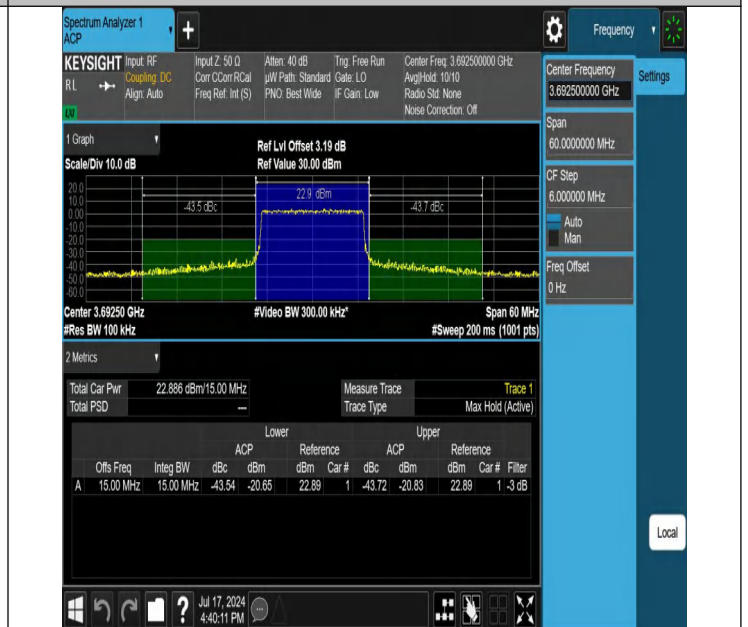 Spectrum Analyzer 1
ACP
+
Frequency
KEYSIGHT
RL
Input: RF
Coupling: DC
Align: Auto
Input Z: 50 Ω
Corr CCorr RCal
Freq Ref: Int (S)
Atten: 40 dB
µW Path: Standard
PNO: Best Wide
Trig: Free Run
Gate: LO
IF Gain: Low
Center Freq: 3.692500000 GHz
Avg|Hold: 10/10
Radio Std: None
Noise Correction: Off
Center Frequency
3.692500000 GHz
Settings
Span
60.0000000 MHz
CF Step
6.000000 MHz
Auto
Man
Freq Offset
0 Hz
1 Graph
Scale/Div 10.0 dB
Ref Lvl Offset 3.19 dB
Ref Value 30.00 dBm
20.0
10.0
0.00
-10.0
-20.0
-30.0
-40.0
-50.0
-60.0
-43.5 dBc
22.9 dBm
-43.7 dBc
Center 3.69250 GHz
#Video BW 300.00 kHz*
Span 60 MHz
#Res BW 100 kHz
#Sweep 200 ms (1001 pts)
2 Metrics
Total Car Pwr 22.886 dBm/15.00 MHz
Total PSD ---
Measure Trace Trace 1
Trace Type Max Hold (Active)
Lower Upper
ACP Reference ACP Reference
Offs Freq Integ BW dBc dBm dBm Car # dBc dBm dBm Car # Filter
A 15.00 MHz 15.00 MHz -43.54 -20.65 22.89 1 -43.72 -20.83 22.89 1 -3 dB
Local
?
Jul 17, 2024
4:40:11 PM